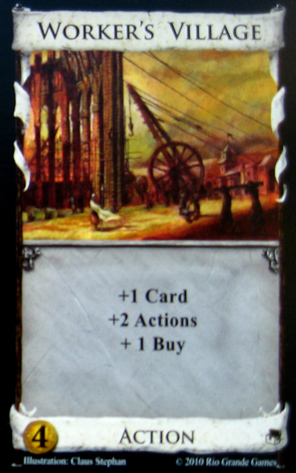 WORKER'S VILLAGE
+1 Card
+2 Actions
+ 1 Buy
4
ACTION
Illustration: Claus Stephan © 2010 Rio Grande Games